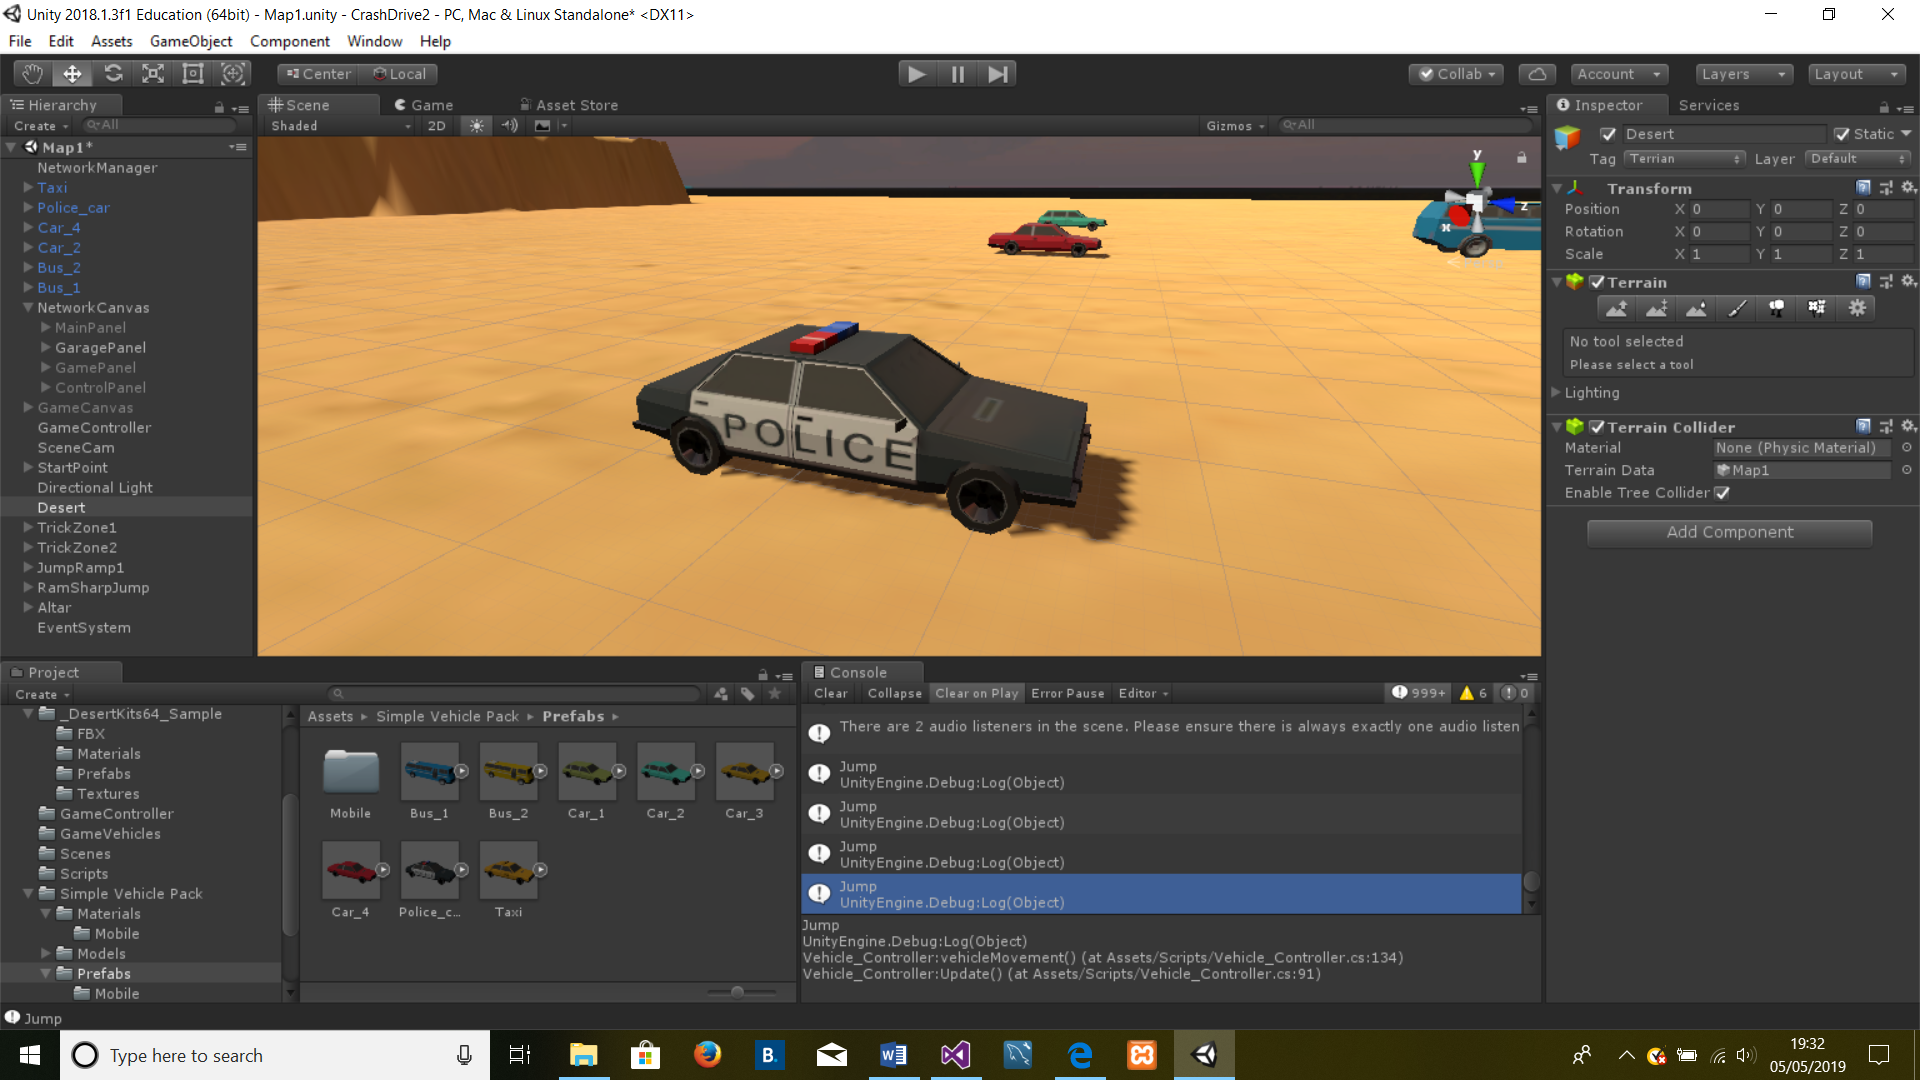 Unity 2018.1.3f1 Education (64bit) - Map1.unity - CrashDrive2 - PC, Mac & Linux Standalone* <DX11>
File Edit Assets GameObject Component Window Help
Center Local Collab Account Layers Layout
Hierarchy
Create All
Map1*
NetworkManager
Taxi
Police_car
Car_4
Car_2
Bus_2
Bus_1
NetworkCanvas
MainPanel
GaragePanel
GamePanel
ControlPanel
GameCanvas
GameController
SceneCam
StartPoint
Directional Light
Desert
TrickZone1
TrickZone2
JumpRamp1
RamSharpJump
Altar
EventSystem
Scene Game Asset Store
Shaded 2D Gizmos All
y
z
x
POLICE
Inspector Services
Desert Static
Tag Terrian Layer Default
Transform
Position X 0 Y 0 Z 0
Rotation X 0 Y 0 Z 0
Scale X 1 Y 1 Z 1
Terrain
No tool selected
Please select a tool
Lighting
Terrain Collider
Material None (Physic Material)
Terrain Data Map1
Enable Tree Collider
Add Component
Project
Create
_DesertKits64_Sample
FBX
Materials
Prefabs
Textures
GameController
GameVehicles
Scenes
Scripts
Simple Vehicle Pack
Materials
Mobile
Models
Prefabs
Mobile
Assets Simple Vehicle Pack Prefabs
Mobile Bus_1 Bus_2 Car_1 Car_2 Car_3
Car_4 Police_c... Taxi
Console
Clear Collapse Clear on Play Error Pause Editor 999+ 6 0
There are 2 audio listeners in the scene. Please ensure there is always exactly one audio listen
Jump
UnityEngine.Debug:Log(Object)
Jump
UnityEngine.Debug:Log(Object)
Jump
UnityEngine.Debug:Log(Object)
Jump
UnityEngine.Debug:Log(Object)
Jump
UnityEngine.Debug:Log(Object)
Vehicle_Controller:vehicleMovement() (at Assets/Scripts/Vehicle_Controller.cs:134)
Vehicle_Controller:Update() (at Assets/Scripts/Vehicle_Controller.cs:91)
Jump
Type here to search
B.
19:32
05/05/2019